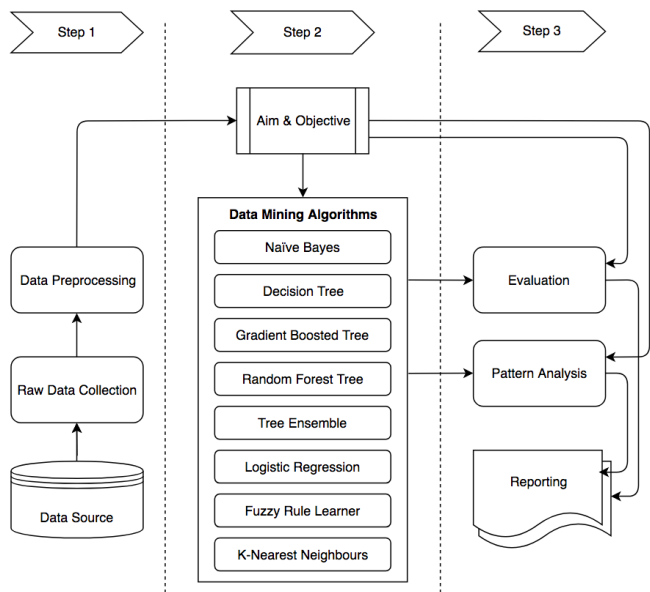 Step 1
Step 2
Step 3
Aim & Objective
Data Mining Algorithms
Naïve Bayes
Decision Tree
Gradient Boosted Tree
Random Forest Tree
Tree Ensemble
Logistic Regression
Fuzzy Rule Learner
K-Nearest Neighbours
Data Preprocessing
Raw Data Collection
Data Source
Evaluation
Pattern Analysis
Reporting